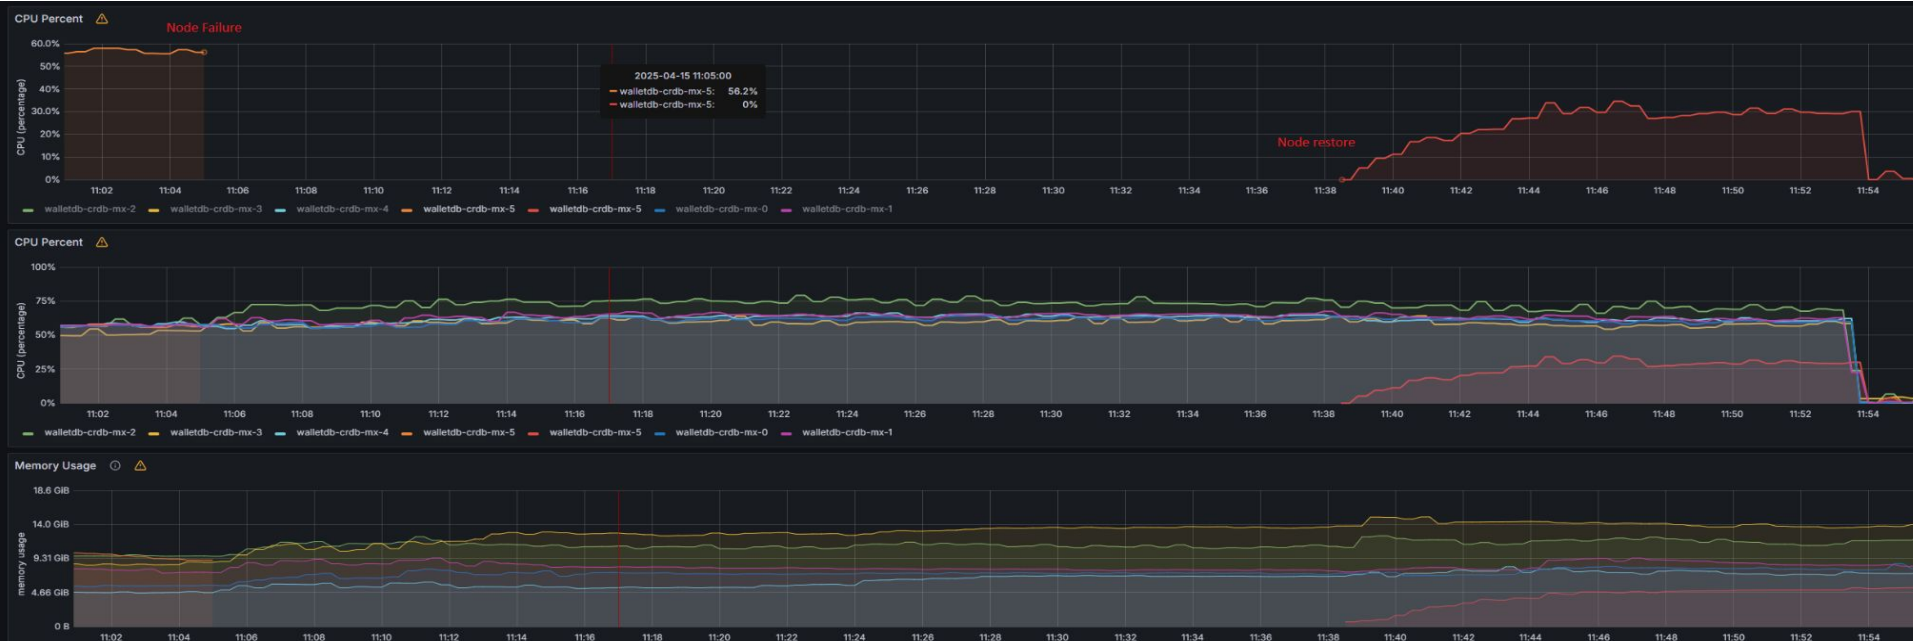 CPU Percent
Node Failure
60.0%
50%
40%
30.0%
20%
10%
0%
CPU (percentage)
2025-04-15 11:05:00
walletdb-crdb-mx-5: 56.2%
walletdb-crdb-mx-5: 0%
Node restore
11:02 11:04 11:06 11:08 11:10 11:12 11:14 11:16 11:18 11:20 11:22 11:24 11:26 11:28 11:30 11:32 11:34 11:36 11:38 11:40 11:42 11:44 11:46 11:48 11:50 11:52 11:54
walletdb-crdb-mx-2 walletdb-crdb-mx-3 walletdb-crdb-mx-4 walletdb-crdb-mx-5 walletdb-crdb-mx-5 walletdb-crdb-mx-0 walletdb-crdb-mx-1
CPU Percent
100%
75%
50%
25%
0%
CPU (percentage)
11:02 11:04 11:06 11:08 11:10 11:12 11:14 11:16 11:18 11:20 11:22 11:24 11:26 11:28 11:30 11:32 11:34 11:36 11:38 11:40 11:42 11:44 11:46 11:48 11:50 11:52 11:54
walletdb-crdb-mx-2 walletdb-crdb-mx-3 walletdb-crdb-mx-4 walletdb-crdb-mx-5 walletdb-crdb-mx-5 walletdb-crdb-mx-0 walletdb-crdb-mx-1
Memory Usage
18.6 GiB
14.0 GiB
9.31 GiB
4.66 GiB
0 B
memory usage
11:02 11:04 11:06 11:08 11:10 11:12 11:14 11:16 11:18 11:20 11:22 11:24 11:26 11:28 11:30 11:32 11:34 11:36 11:38 11:40 11:42 11:44 11:46 11:48 11:50 11:52 11:54